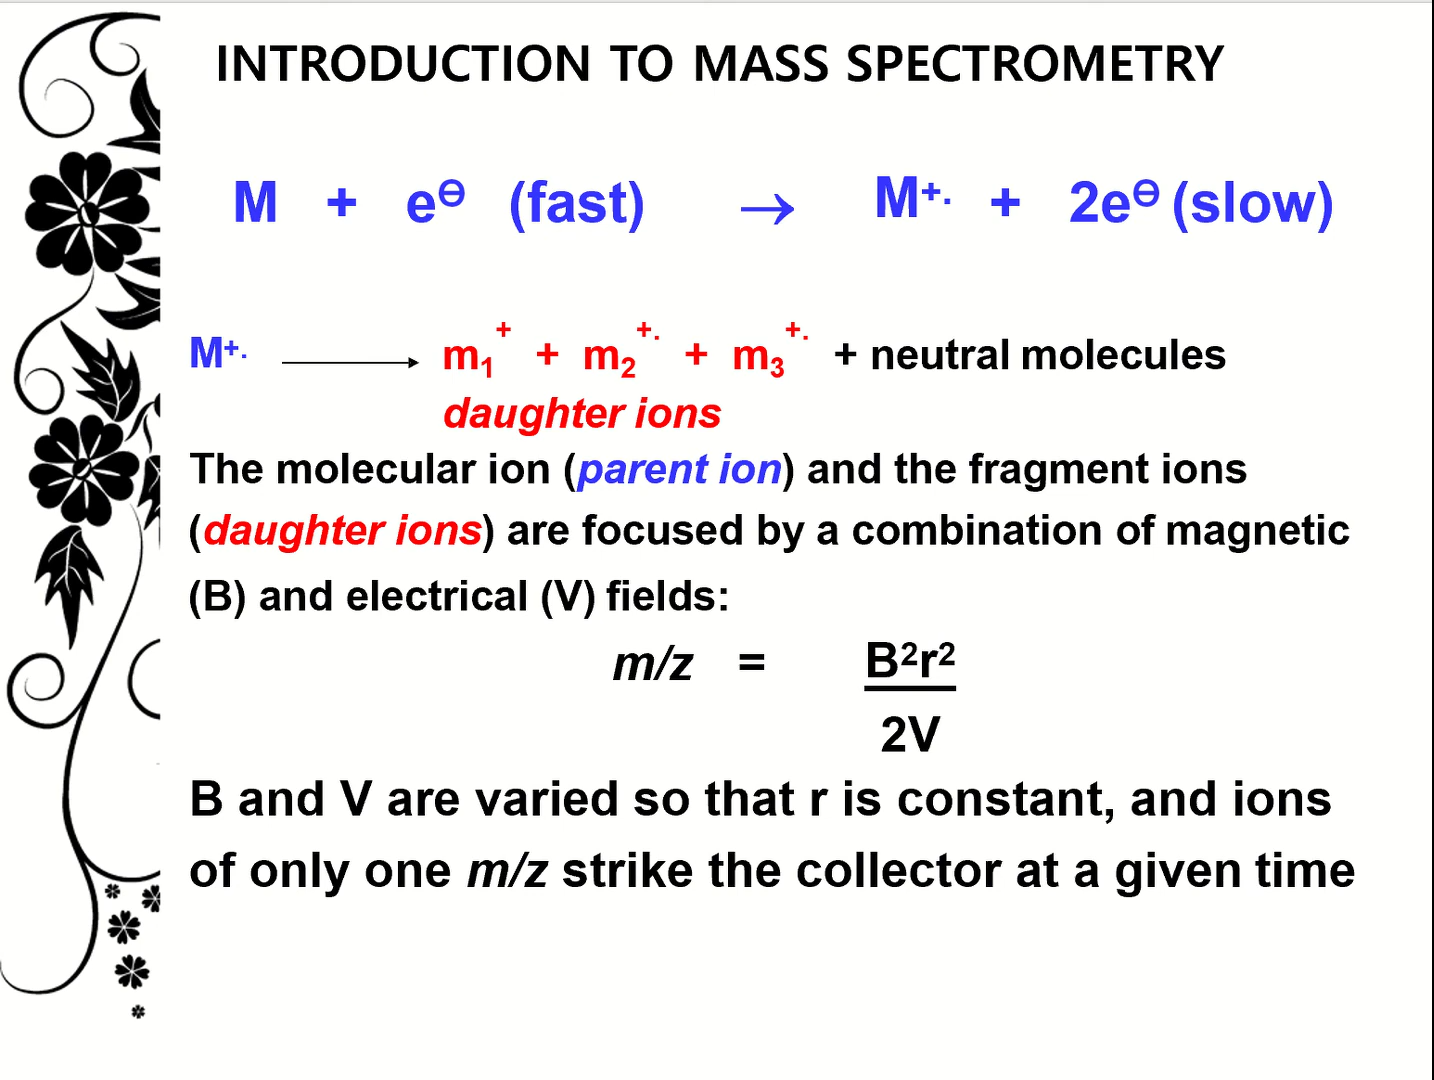 INTRODUCTION TO MASS SPECTROMETRY
M + e⊖ (fast) → M+. + 2e⊖ (slow)
M+. ⟶ m₁+ + m₂+. + m₃+. + neutral molecules
daughter ions
The molecular ion (parent ion) and the fragment ions
(daughter ions) are focused by a combination of magnetic
(B) and electrical (V) fields:
m/z = B²r²
2V
B and V are varied so that r is constant, and ions
of only one m/z strike the collector at a given time